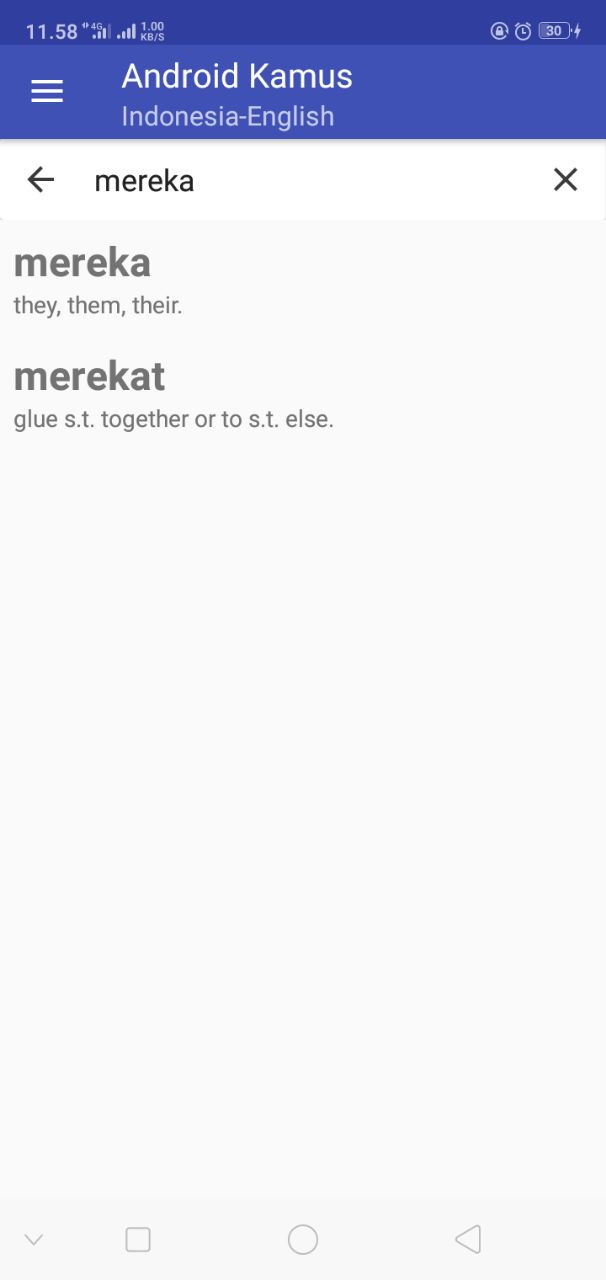 11.58 4G 1.00 KB/S 30
Android Kamus
Indonesia-English
mereka
mereka
they, them, their.
merekat
glue s.t. together or to s.t. else.